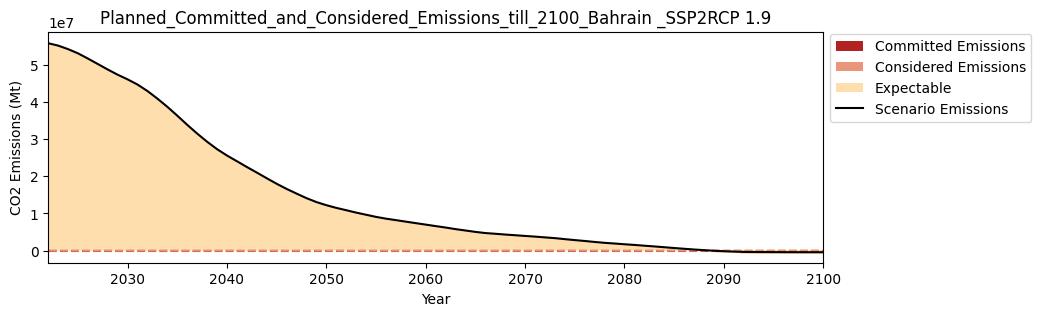 Planned_Committed_and_Considered_Emissions_till_2100_Bahrain _SSP2RCP 1.9
1e7
5
4
3
2
1
0
CO2 Emissions (Mt)
2030 2040 2050 2060 2070 2080 2090 2100
Year
Committed Emissions
Considered Emissions
Expectable
Scenario Emissions